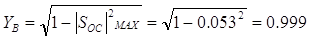 Y_B = √(1 − |S_OC|²_MAX) = √(1 − 0.053²) = 0.999